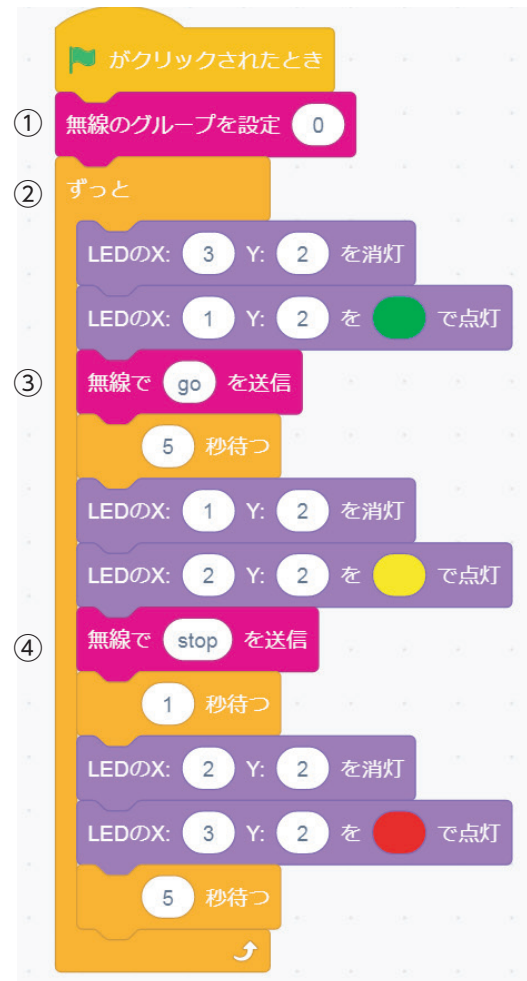 がクリックされたとき
① 無線のグループを設定 0
② ずっと
LEDのX: 3 Y: 2 を消灯
LEDのX: 1 Y: 2 を で点灯
③ 無線で go を送信
5 秒待つ
LEDのX: 1 Y: 2 を消灯
LEDのX: 2 Y: 2 を で点灯
④ 無線で stop を送信
1 秒待つ
LEDのX: 2 Y: 2 を消灯
LEDのX: 3 Y: 2 を で点灯
5 秒待つ